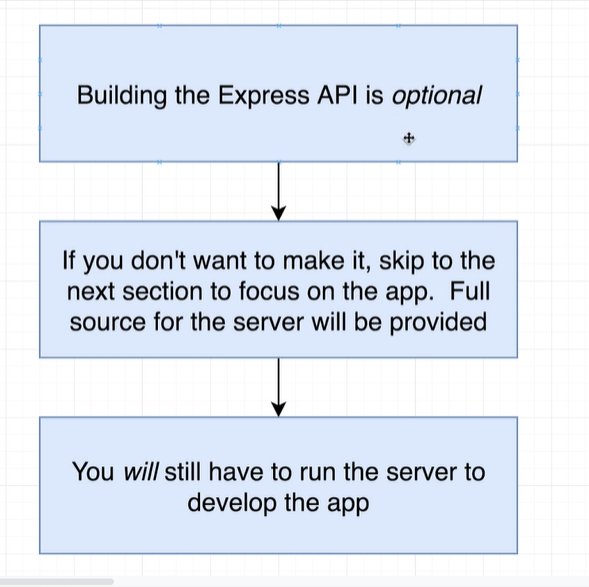 Building the Express API is optional
If you don't want to make it, skip to the
next section to focus on the app.  Full
source for the server will be provided
You will still have to run the server to
develop the app